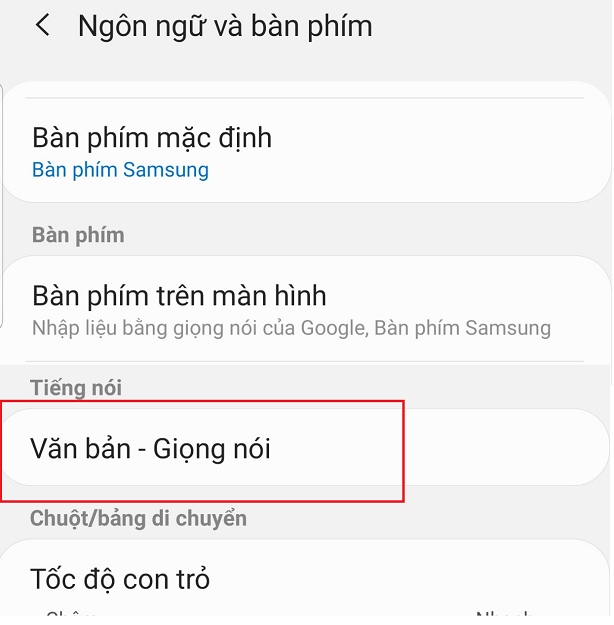 Ngôn ngữ và bàn phím
Bàn phím mặc định
Bàn phím Samsung
Bàn phím
Bàn phím trên màn hình
Nhập liệu bằng giọng nói của Google, Bàn phím Samsung
Tiếng nói
Văn bản - Giọng nói
Chuột/bảng di chuyển
Tốc độ con trỏ